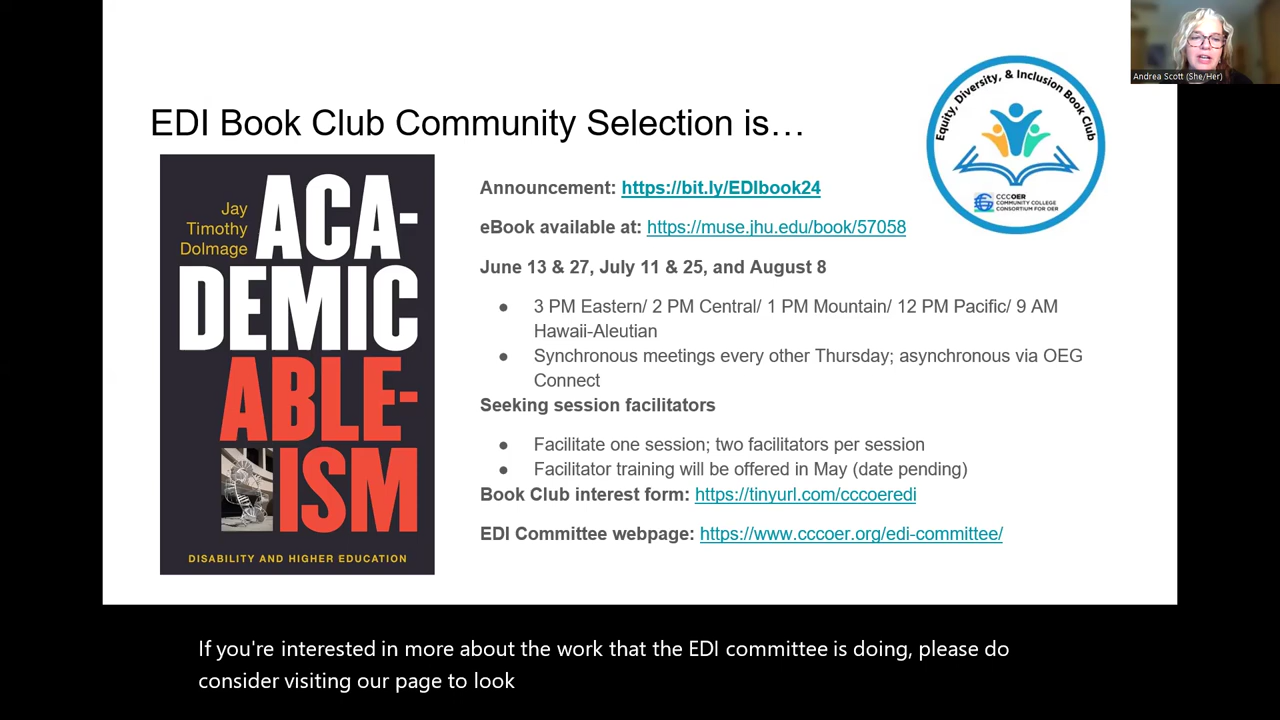 Andrea Scott (She/Her)
Equity, Diversity, & Inclusion Book Club
CCCOER
COMMUNITY COLLEGE
CONSORTIUM FOR OER
EDI Book Club Community Selection is…
Jay
Timothy
Dolmage
ACA-
DEMIC
ABLE-
ISM
DISABILITY AND HIGHER EDUCATION
Announcement: https://bit.ly/EDIbook24
eBook available at: https://muse.jhu.edu/book/57058
June 13 & 27, July 11 & 25, and August 8
● 3 PM Eastern/ 2 PM Central/ 1 PM Mountain/ 12 PM Pacific/ 9 AM
Hawaii-Aleutian
● Synchronous meetings every other Thursday; asynchronous via OEG
Connect
Seeking session facilitators
● Facilitate one session; two facilitators per session
● Facilitator training will be offered in May (date pending)
Book Club interest form: https://tinyurl.com/cccoeredi
EDI Committee webpage: https://www.cccoer.org/edi-committee/
If you're interested in more about the work that the EDI committee is doing, please do
consider visiting our page to look